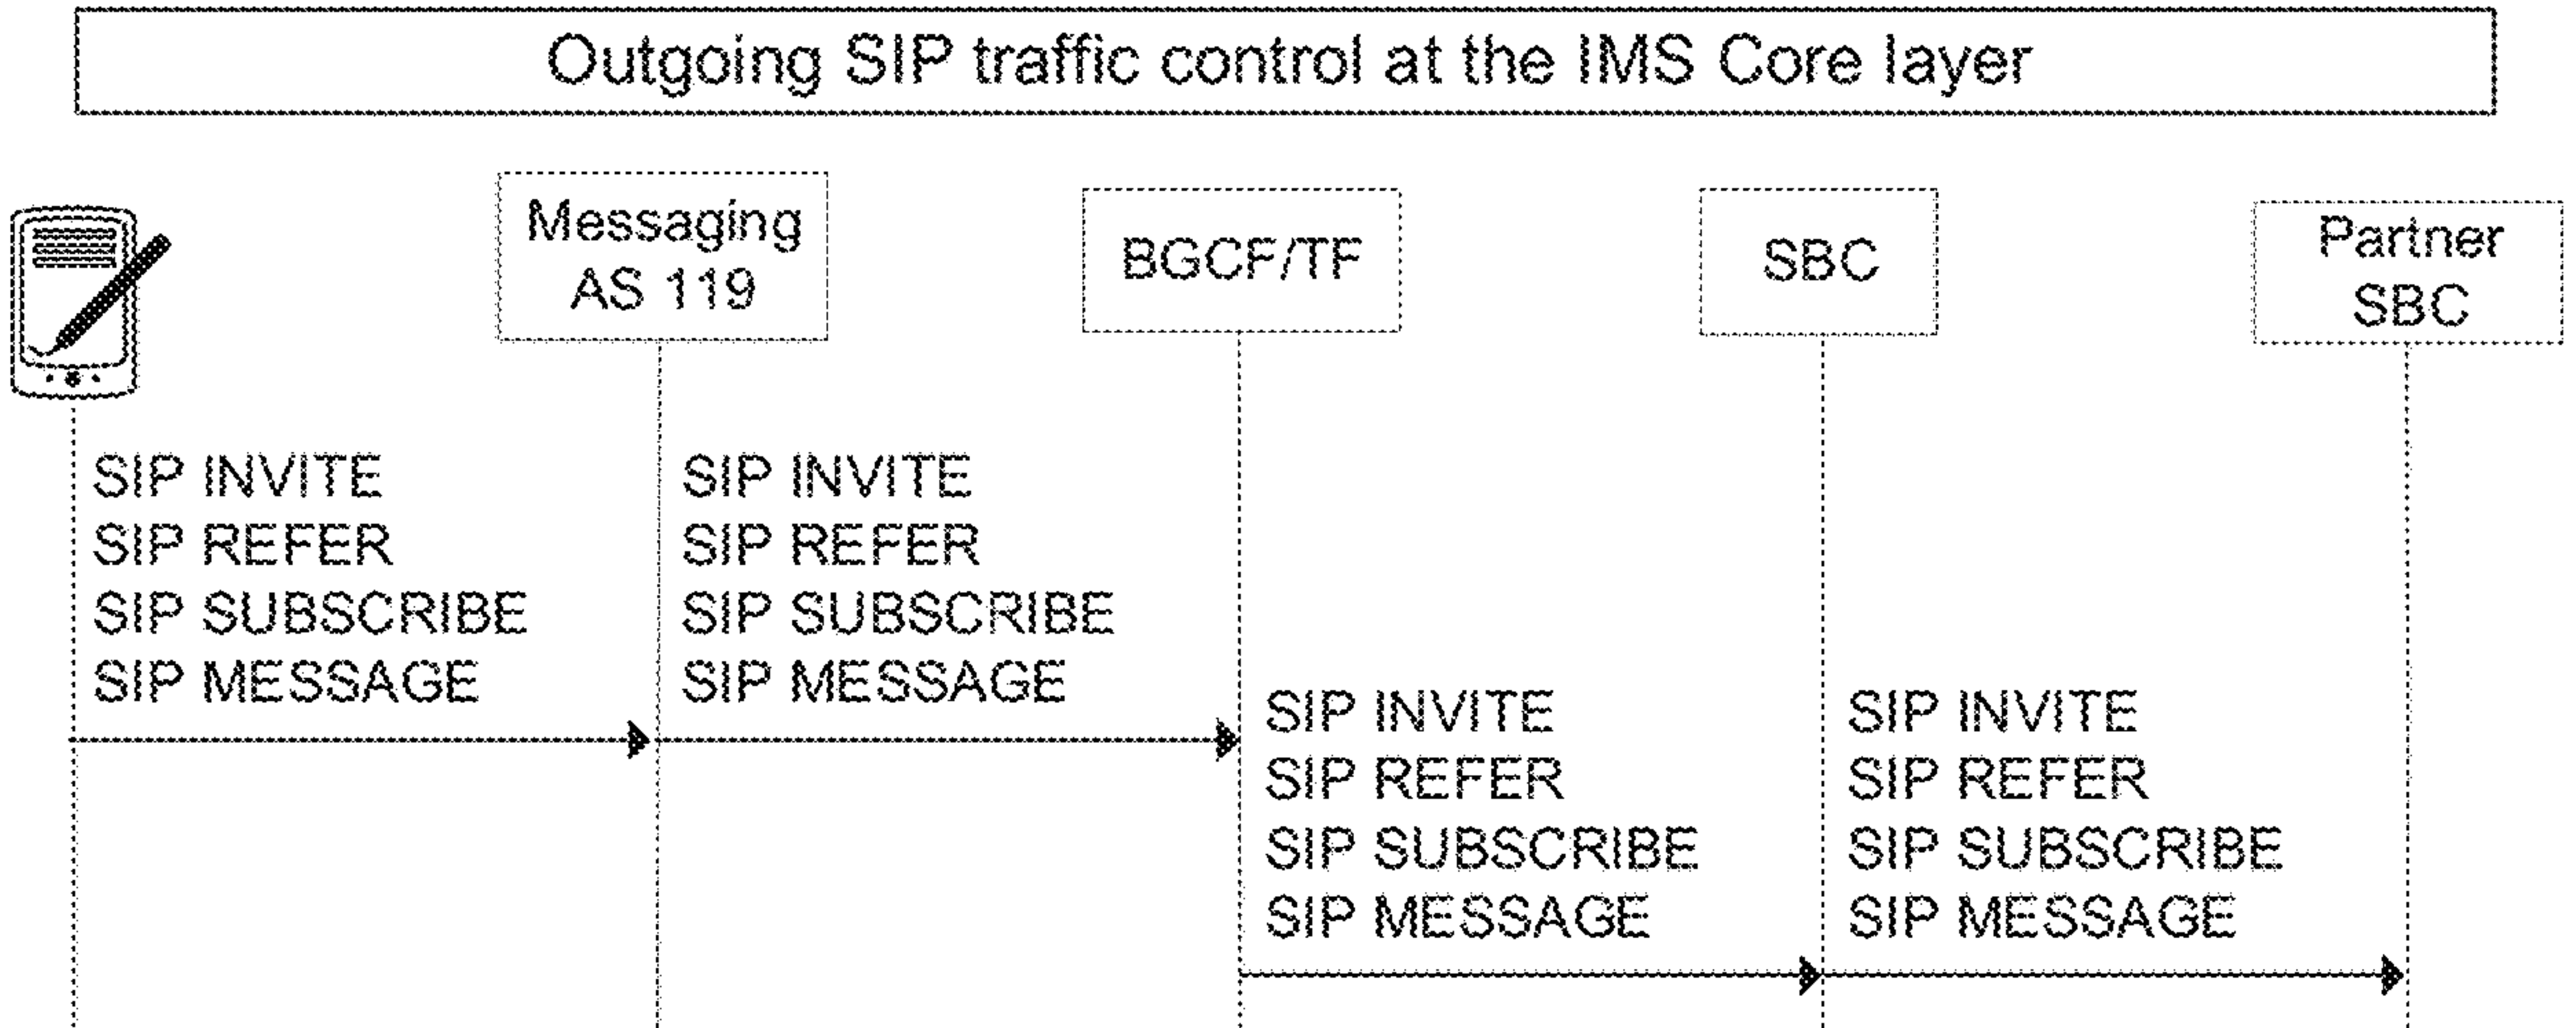 Outgoing SIP traffic control at the IMS Core layer
Messaging
AS 119
BGCF/TF
SBC
Partner
SBC
SIP INVITE
SIP REFER
SIP SUBSCRIBE
SIP MESSAGE
SIP INVITE
SIP REFER
SIP SUBSCRIBE
SIP MESSAGE
SIP INVITE
SIP REFER
SIP SUBSCRIBE
SIP MESSAGE
SIP INVITE
SIP REFER
SIP SUBSCRIBE
SIP MESSAGE